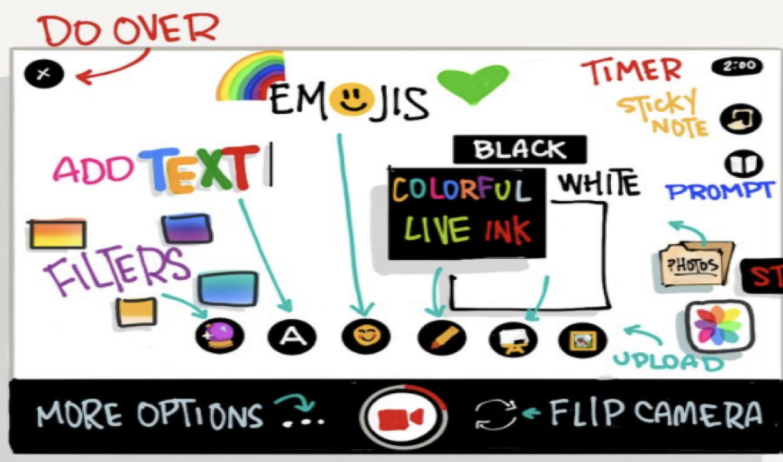 DO OVER
EMOJIS
TIMER 2:00
STICKY
NOTE
ADD TEXT
BLACK
COLORFUL
LIVE INK
WHITE
PROMPT
FILTERS
PHOTOS
A
UPLOAD
MORE OPTIONS ...
FLIP CAMERA